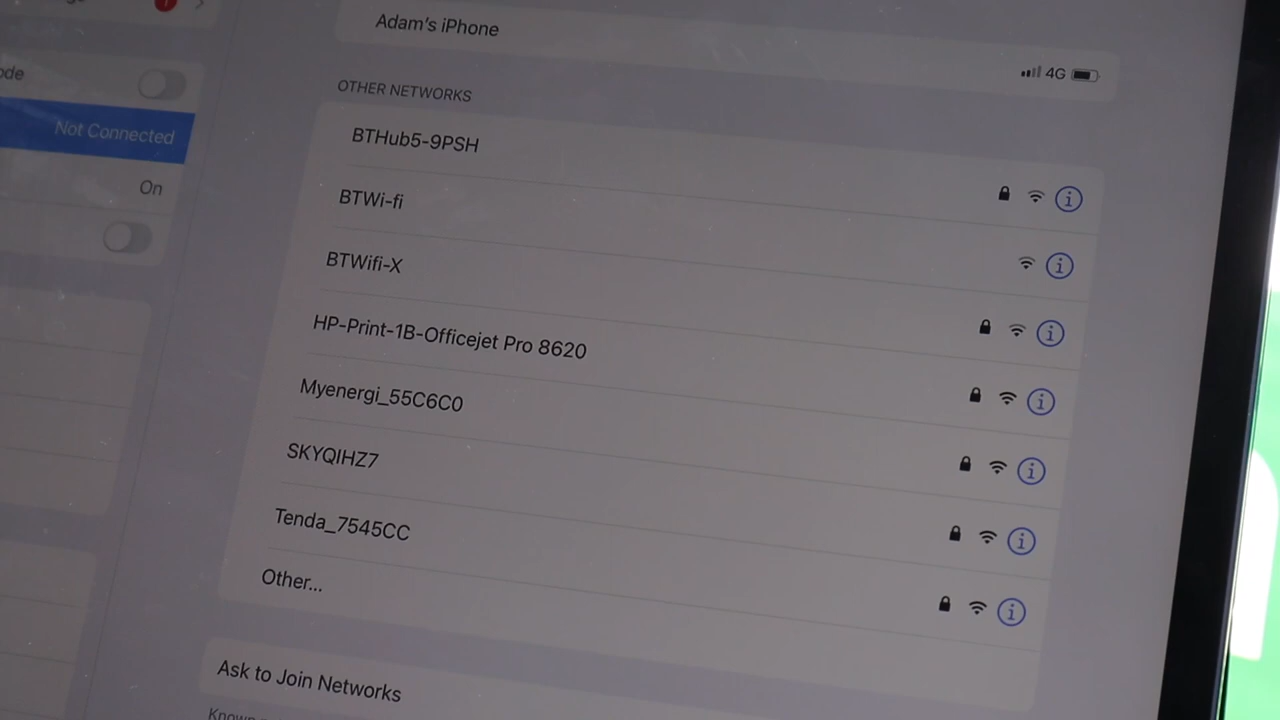 Adam's iPhone
4G
OTHER NETWORKS
Not Connected
BTHub5-9PSH
On
BTWi-fi
BTWifi-X
HP-Print-1B-Officejet Pro 8620
Myenergi_55C6C0
SKYQIHZ7
Tenda_7545CC
Other...
Ask to Join Networks